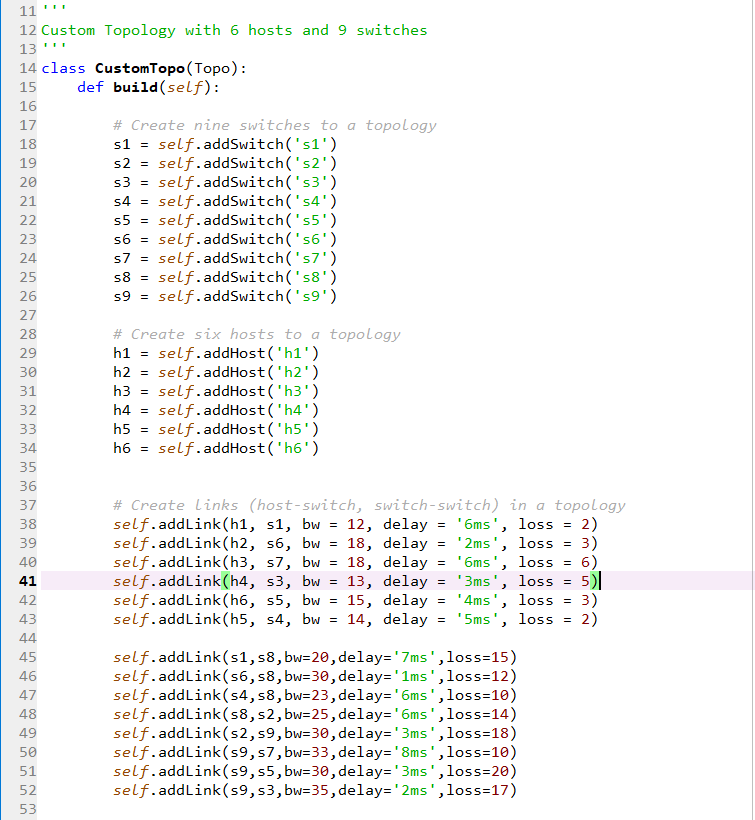 11 '''
12 Custom Topology with 6 hosts and 9 switches
13 '''
14 class CustomTopo(Topo):
15     def build(self):
16
17         # Create nine switches to a topology
18         s1 = self.addSwitch('s1')
19         s2 = self.addSwitch('s2')
20         s3 = self.addSwitch('s3')
21         s4 = self.addSwitch('s4')
22         s5 = self.addSwitch('s5')
23         s6 = self.addSwitch('s6')
24         s7 = self.addSwitch('s7')
25         s8 = self.addSwitch('s8')
26         s9 = self.addSwitch('s9')
27
28         # Create six hosts to a topology
29         h1 = self.addHost('h1')
30         h2 = self.addHost('h2')
31         h3 = self.addHost('h3')
32         h4 = self.addHost('h4')
33         h5 = self.addHost('h5')
34         h6 = self.addHost('h6')
35
36
37         # Create links (host-switch, switch-switch) in a topology
38         self.addLink(h1, s1, bw = 12, delay = '6ms', loss = 2)
39         self.addLink(h2, s6, bw = 18, delay = '2ms', loss = 3)
40         self.addLink(h3, s7, bw = 18, delay = '6ms', loss = 6)
41         self.addLink(h4, s3, bw = 13, delay = '3ms', loss = 5)
42         self.addLink(h6, s5, bw = 15, delay = '4ms', loss = 3)
43         self.addLink(h5, s4, bw = 14, delay = '5ms', loss = 2)
44
45         self.addLink(s1,s8,bw=20,delay='7ms',loss=15)
46         self.addLink(s6,s8,bw=30,delay='1ms',loss=12)
47         self.addLink(s4,s8,bw=23,delay='6ms',loss=10)
48         self.addLink(s8,s2,bw=25,delay='6ms',loss=14)
49         self.addLink(s2,s9,bw=30,delay='3ms',loss=18)
50         self.addLink(s9,s7,bw=33,delay='8ms',loss=10)
51         self.addLink(s9,s5,bw=30,delay='3ms',loss=20)
52         self.addLink(s9,s3,bw=35,delay='2ms',loss=17)
53